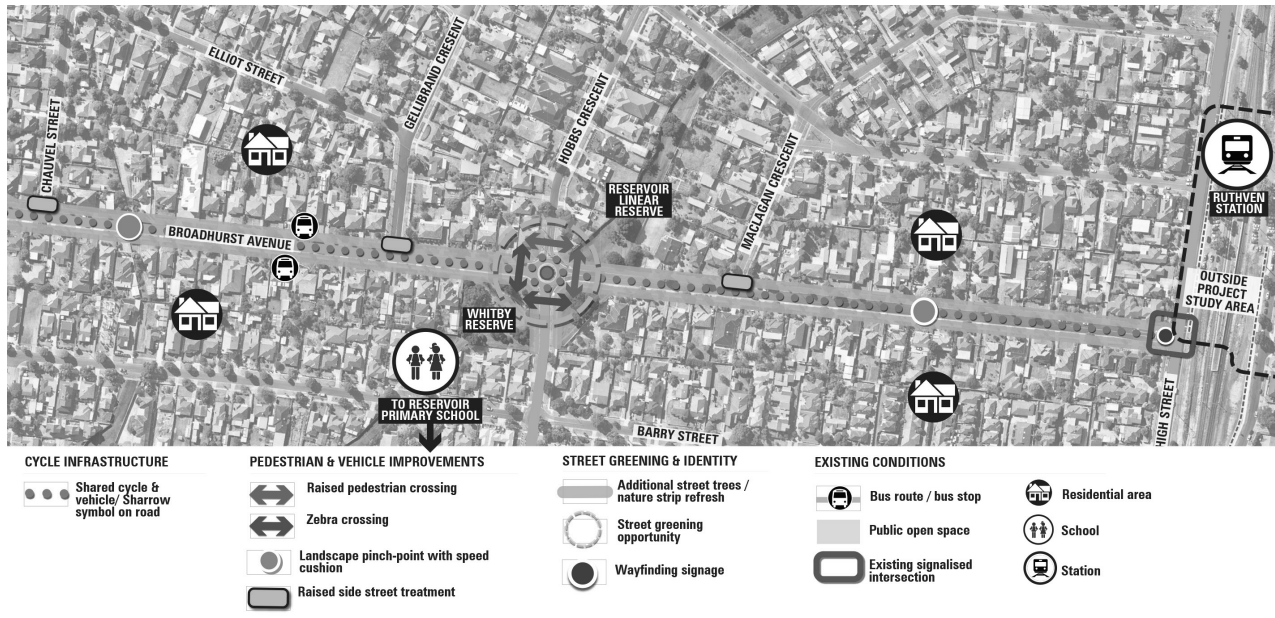 ELLIOT STREET
GELLIBRAND CRESENT
HOBBS CRESCENT
CHAUVEL STREET
MACLAGAN CRESCENT
RESERVOIR
LINEAR
RESERVE
RUTHVEN
STATION
BROADHURST AVENUE
OUTSIDE
PROJECT
STUDY AREA
WHITBY
RESERVE
TO RESERVOIR
PRIMARY SCHOOL
BARRY STREET
HIGH STREET
CYCLE INFRASTRUCTURE
Shared cycle &
vehicle/ Sharrow
symbol on road
PEDESTRIAN & VEHICLE IMPROVEMENTS
Raised pedestrian crossing
Zebra crossing
Landscape pinch-point with speed
cushion
Raised side street treatment
STREET GREENING & IDENTITY
Additional street trees /
nature strip refresh
Street greening
opportunity
Wayfinding signage
EXISTING CONDITIONS
Bus route / bus stop
Public open space
Existing signalised
intersection
Residential area
School
Station